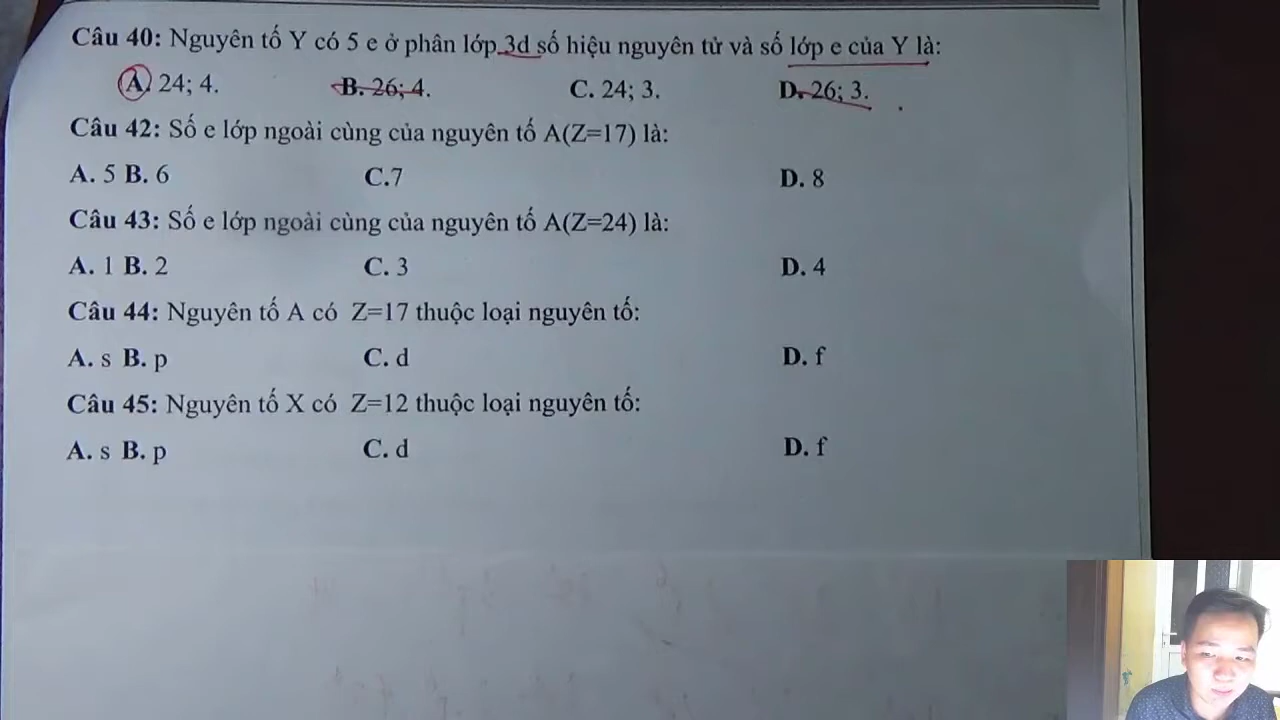 Câu 40: Nguyên tố Y có 5 e ở phân lớp 3d số hiệu nguyên tử và số lớp e của Y là:
A. 24; 4. B. 26; 4. C. 24; 3. D. 26; 3.
Câu 42: Số e lớp ngoài cùng của nguyên tố A(Z=17) là:
A. 5 B. 6 C.7 D. 8
Câu 43: Số e lớp ngoài cùng của nguyên tố A(Z=24) là:
A. 1 B. 2 C. 3 D. 4
Câu 44: Nguyên tố A có Z=17 thuộc loại nguyên tố:
A. s B. p C. d D. f
Câu 45: Nguyên tố X có Z=12 thuộc loại nguyên tố:
A. s B. p C. d D. f